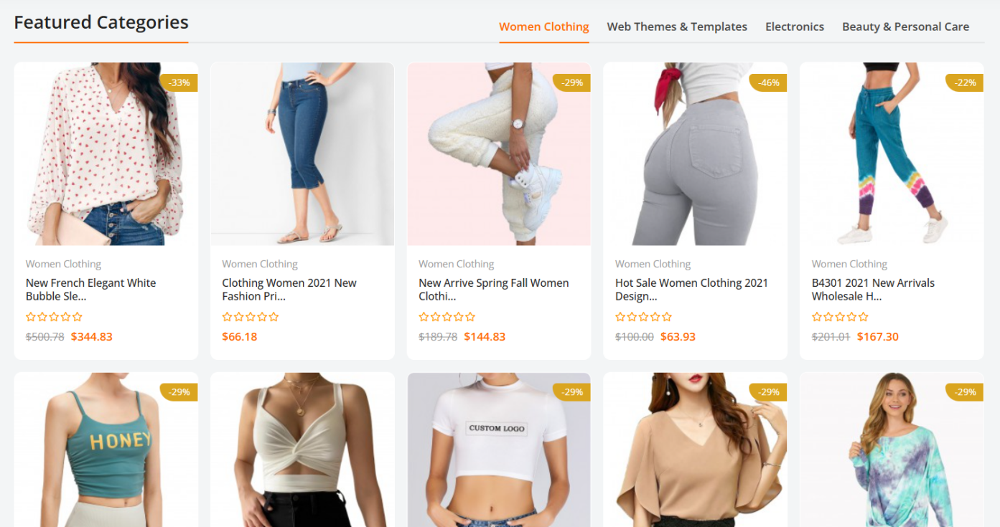 Featured Categories
Women Clothing
Web Themes & Templates
Electronics
Beauty & Personal Care
-33%
-29%
-46%
-22%
Women Clothing
New French Elegant White
Bubble Sle...
$500.78 $344.83
Women Clothing
Clothing Women 2021 New
Fashion Pri...
$66.18
Women Clothing
New Arrive Spring Fall Women
Clothi...
$189.78 $144.83
Women Clothing
Hot Sale Women Clothing 2021
Design...
$100.00 $63.93
Women Clothing
B4301 2021 New Arrivals
Wholesale H...
$201.01 $167.30
-29%
HONEY
-29%
CUSTOM LOGO
-29%
-29%